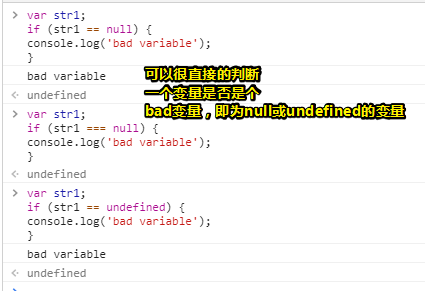 > var str1;
if (str1 == null) {
console.log('bad variable');
}
bad variable
可以很直接的判断
<· undefined
一个变量是否是个
bad变量，即为null或undefined的变量
> var str1;
if (str1 === null) {
console.log('bad variable');
}
<· undefined
> var str1;
if (str1 == undefined) {
console.log('bad variable');
}
bad variable
<· undefined